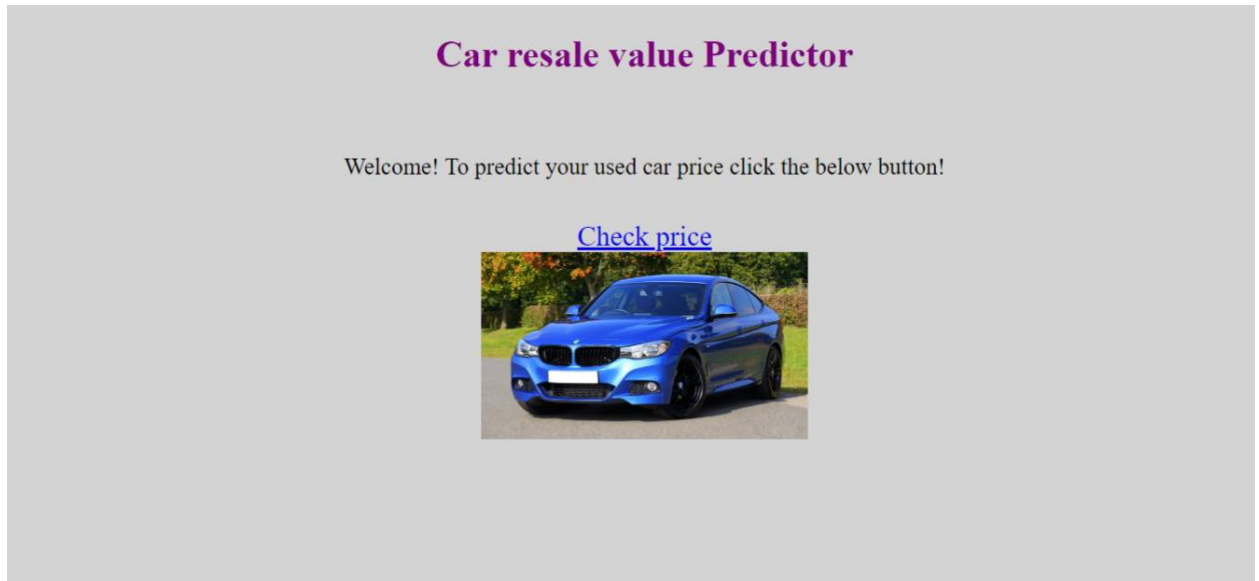 Car resale value Predictor
Welcome! To predict your used car price click the below button!
Check price